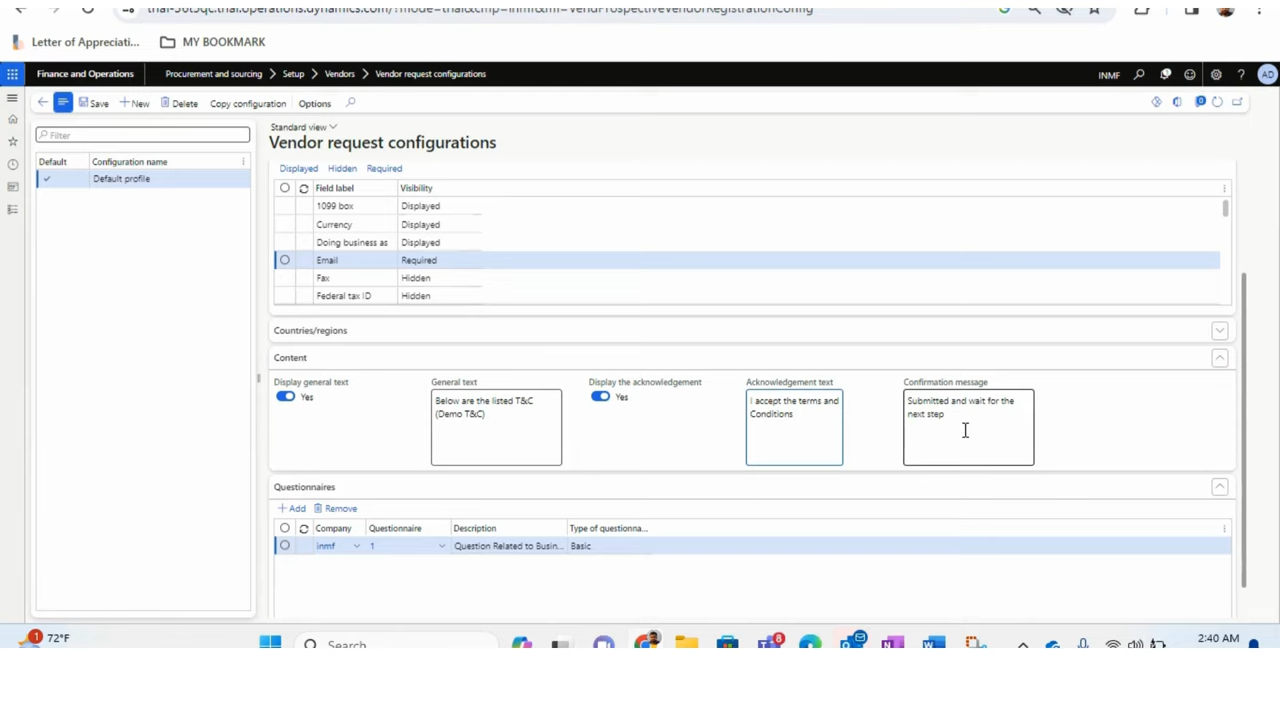 Letter of Appreciati...
MY BOOKMARK
Finance and Operations
Procurement and sourcing > Setup > Vendors > Vendor request configurations
INMF
AD
Save
New
Delete
Copy configuration
Options
Filter
Default
Configuration name
Default profile
Standard view
Vendor request configurations
Displayed
Hidden
Required
Field label
Visibility
1099 box
Displayed
Currency
Displayed
Doing business as
Displayed
Email
Required
Fax
Hidden
Federal tax ID
Hidden
Countries/regions
Content
Display general text
Yes
General text
Below are the listed T&C
(Demo T&C)
Display the acknowledgement
Yes
Acknowledgement text
I accept the terms and
Conditions
Confirmation message
Submitted and wait for the
next step
Questionnaires
+ Add
Remove
Company
Questionnaire
Description
Type of questionna...
inmf
1
Question Related to Busin...
Basic
1
72°F
Search
8
2:40 AM